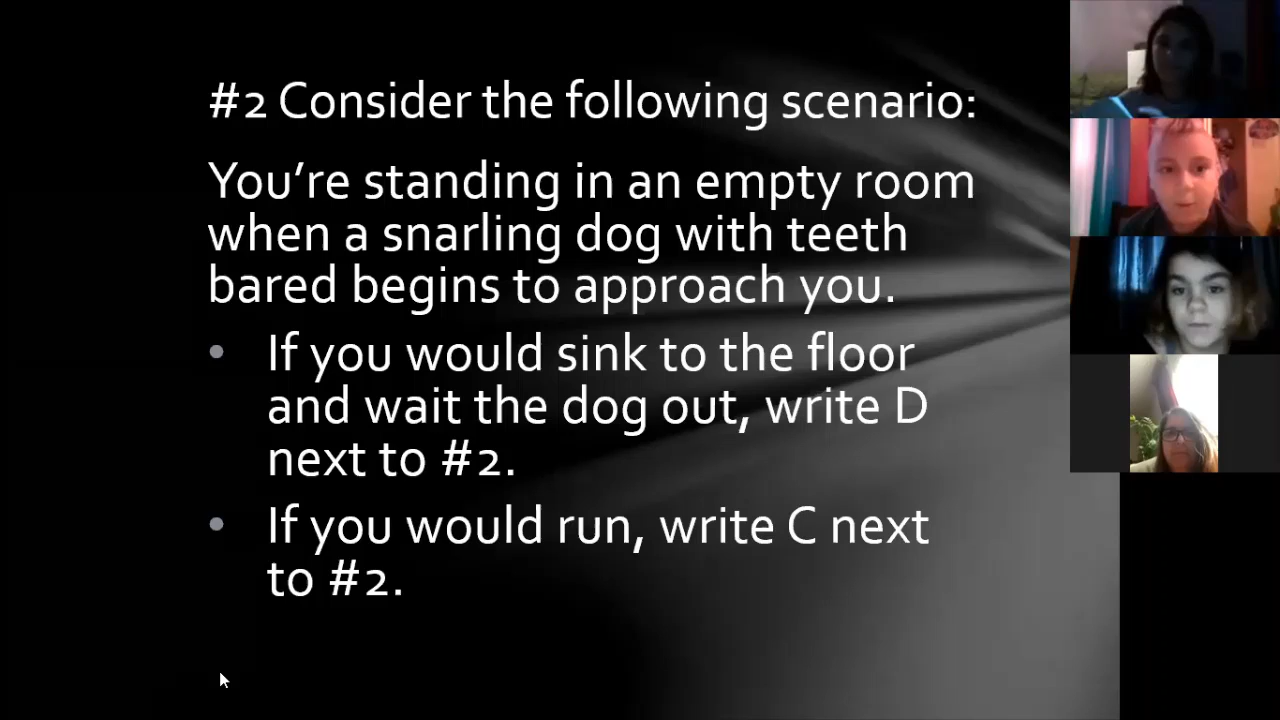 #2 Consider the following scenario:
You’re standing in an empty room
when a snarling dog with teeth
bared begins to approach you.
• If you would sink to the floor
and wait the dog out, write D
next to #2.
• If you would run, write C next
to #2.